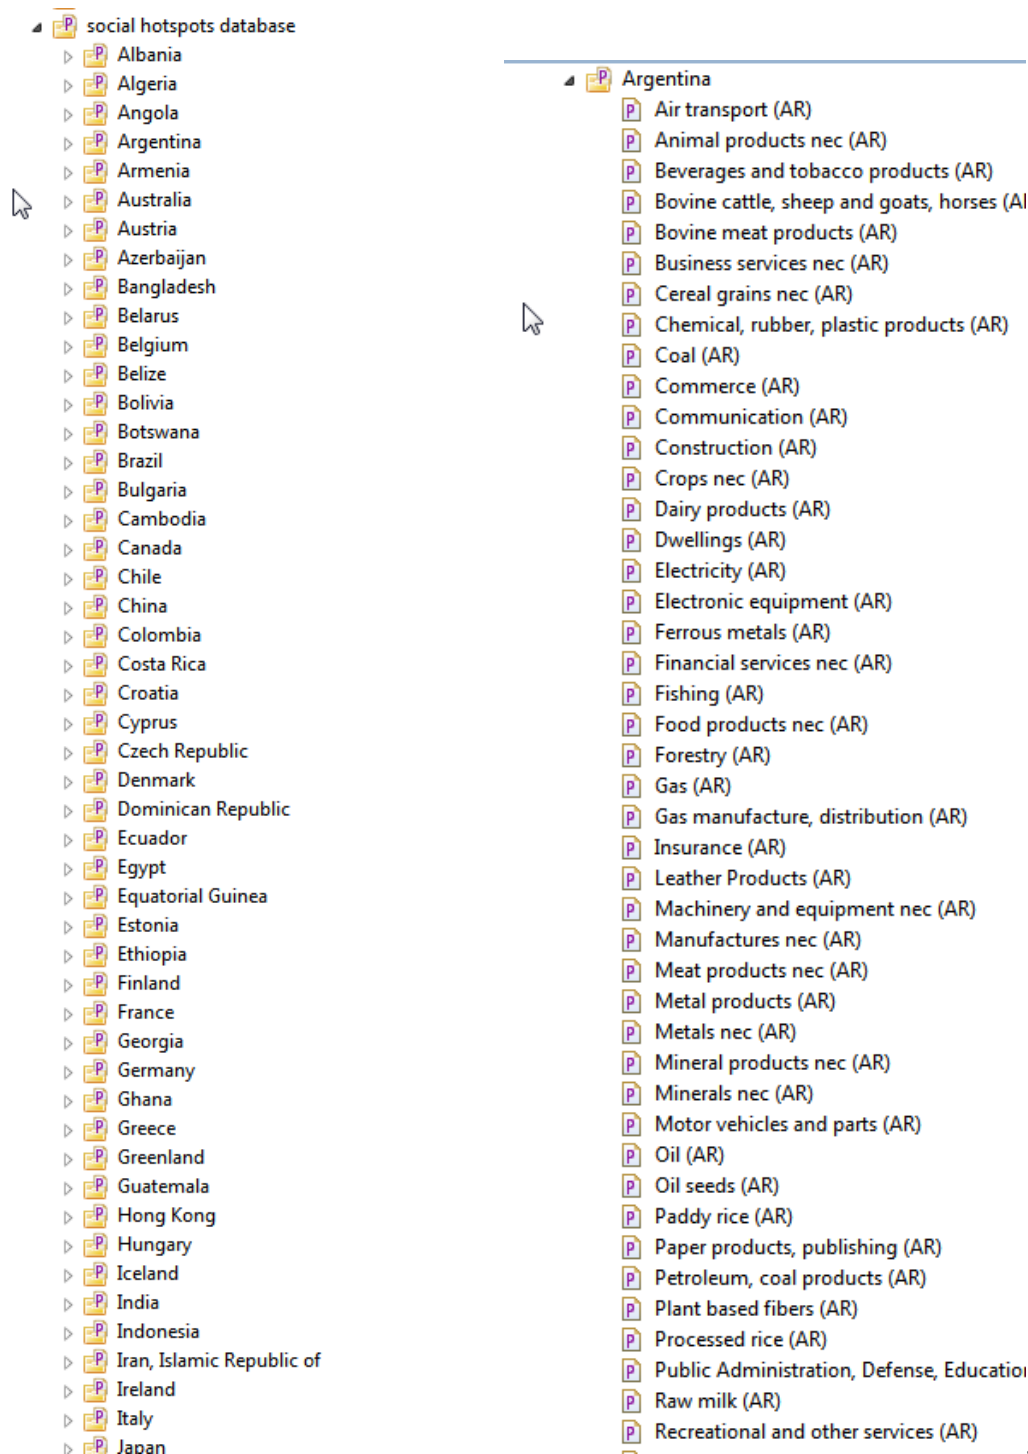 social hotspots database
Albania
Algeria
Angola
Argentina
Armenia
Australia
Austria
Azerbaijan
Bangladesh
Belarus
Belgium
Belize
Bolivia
Botswana
Brazil
Bulgaria
Cambodia
Canada
Chile
China
Colombia
Costa Rica
Croatia
Cyprus
Czech Republic
Denmark
Dominican Republic
Ecuador
Egypt
Equatorial Guinea
Estonia
Ethiopia
Finland
France
Georgia
Germany
Ghana
Greece
Greenland
Guatemala
Hong Kong
Hungary
Iceland
India
Indonesia
Iran, Islamic Republic of
Ireland
Italy
Japan
Argentina
Air transport (AR)
Animal products nec (AR)
Beverages and tobacco products (AR)
Bovine cattle, sheep and goats, horses
Bovine meat products (AR)
Business services nec (AR)
Cereal grains nec (AR)
Chemical, rubber, plastic products (AR)
Coal (AR)
Commerce (AR)
Communication (AR)
Construction (AR)
Crops nec (AR)
Dairy products (AR)
Dwellings (AR)
Electricity (AR)
Electronic equipment (AR)
Ferrous metals (AR)
Financial services nec (AR)
Fishing (AR)
Food products nec (AR)
Forestry (AR)
Gas (AR)
Gas manufacture, distribution (AR)
Insurance (AR)
Leather Products (AR)
Machinery and equipment nec (AR)
Manufactures nec (AR)
Meat products nec (AR)
Metal products (AR)
Metals nec (AR)
Mineral products nec (AR)
Minerals nec (AR)
Motor vehicles and parts (AR)
Oil (AR)
Oil seeds (AR)
Paddy rice (AR)
Paper products, publishing (AR)
Petroleum, coal products (AR)
Plant based fibers (AR)
Processed rice (AR)
Public Administration, Defense, Education
Raw milk (AR)
Recreational and other services (AR)